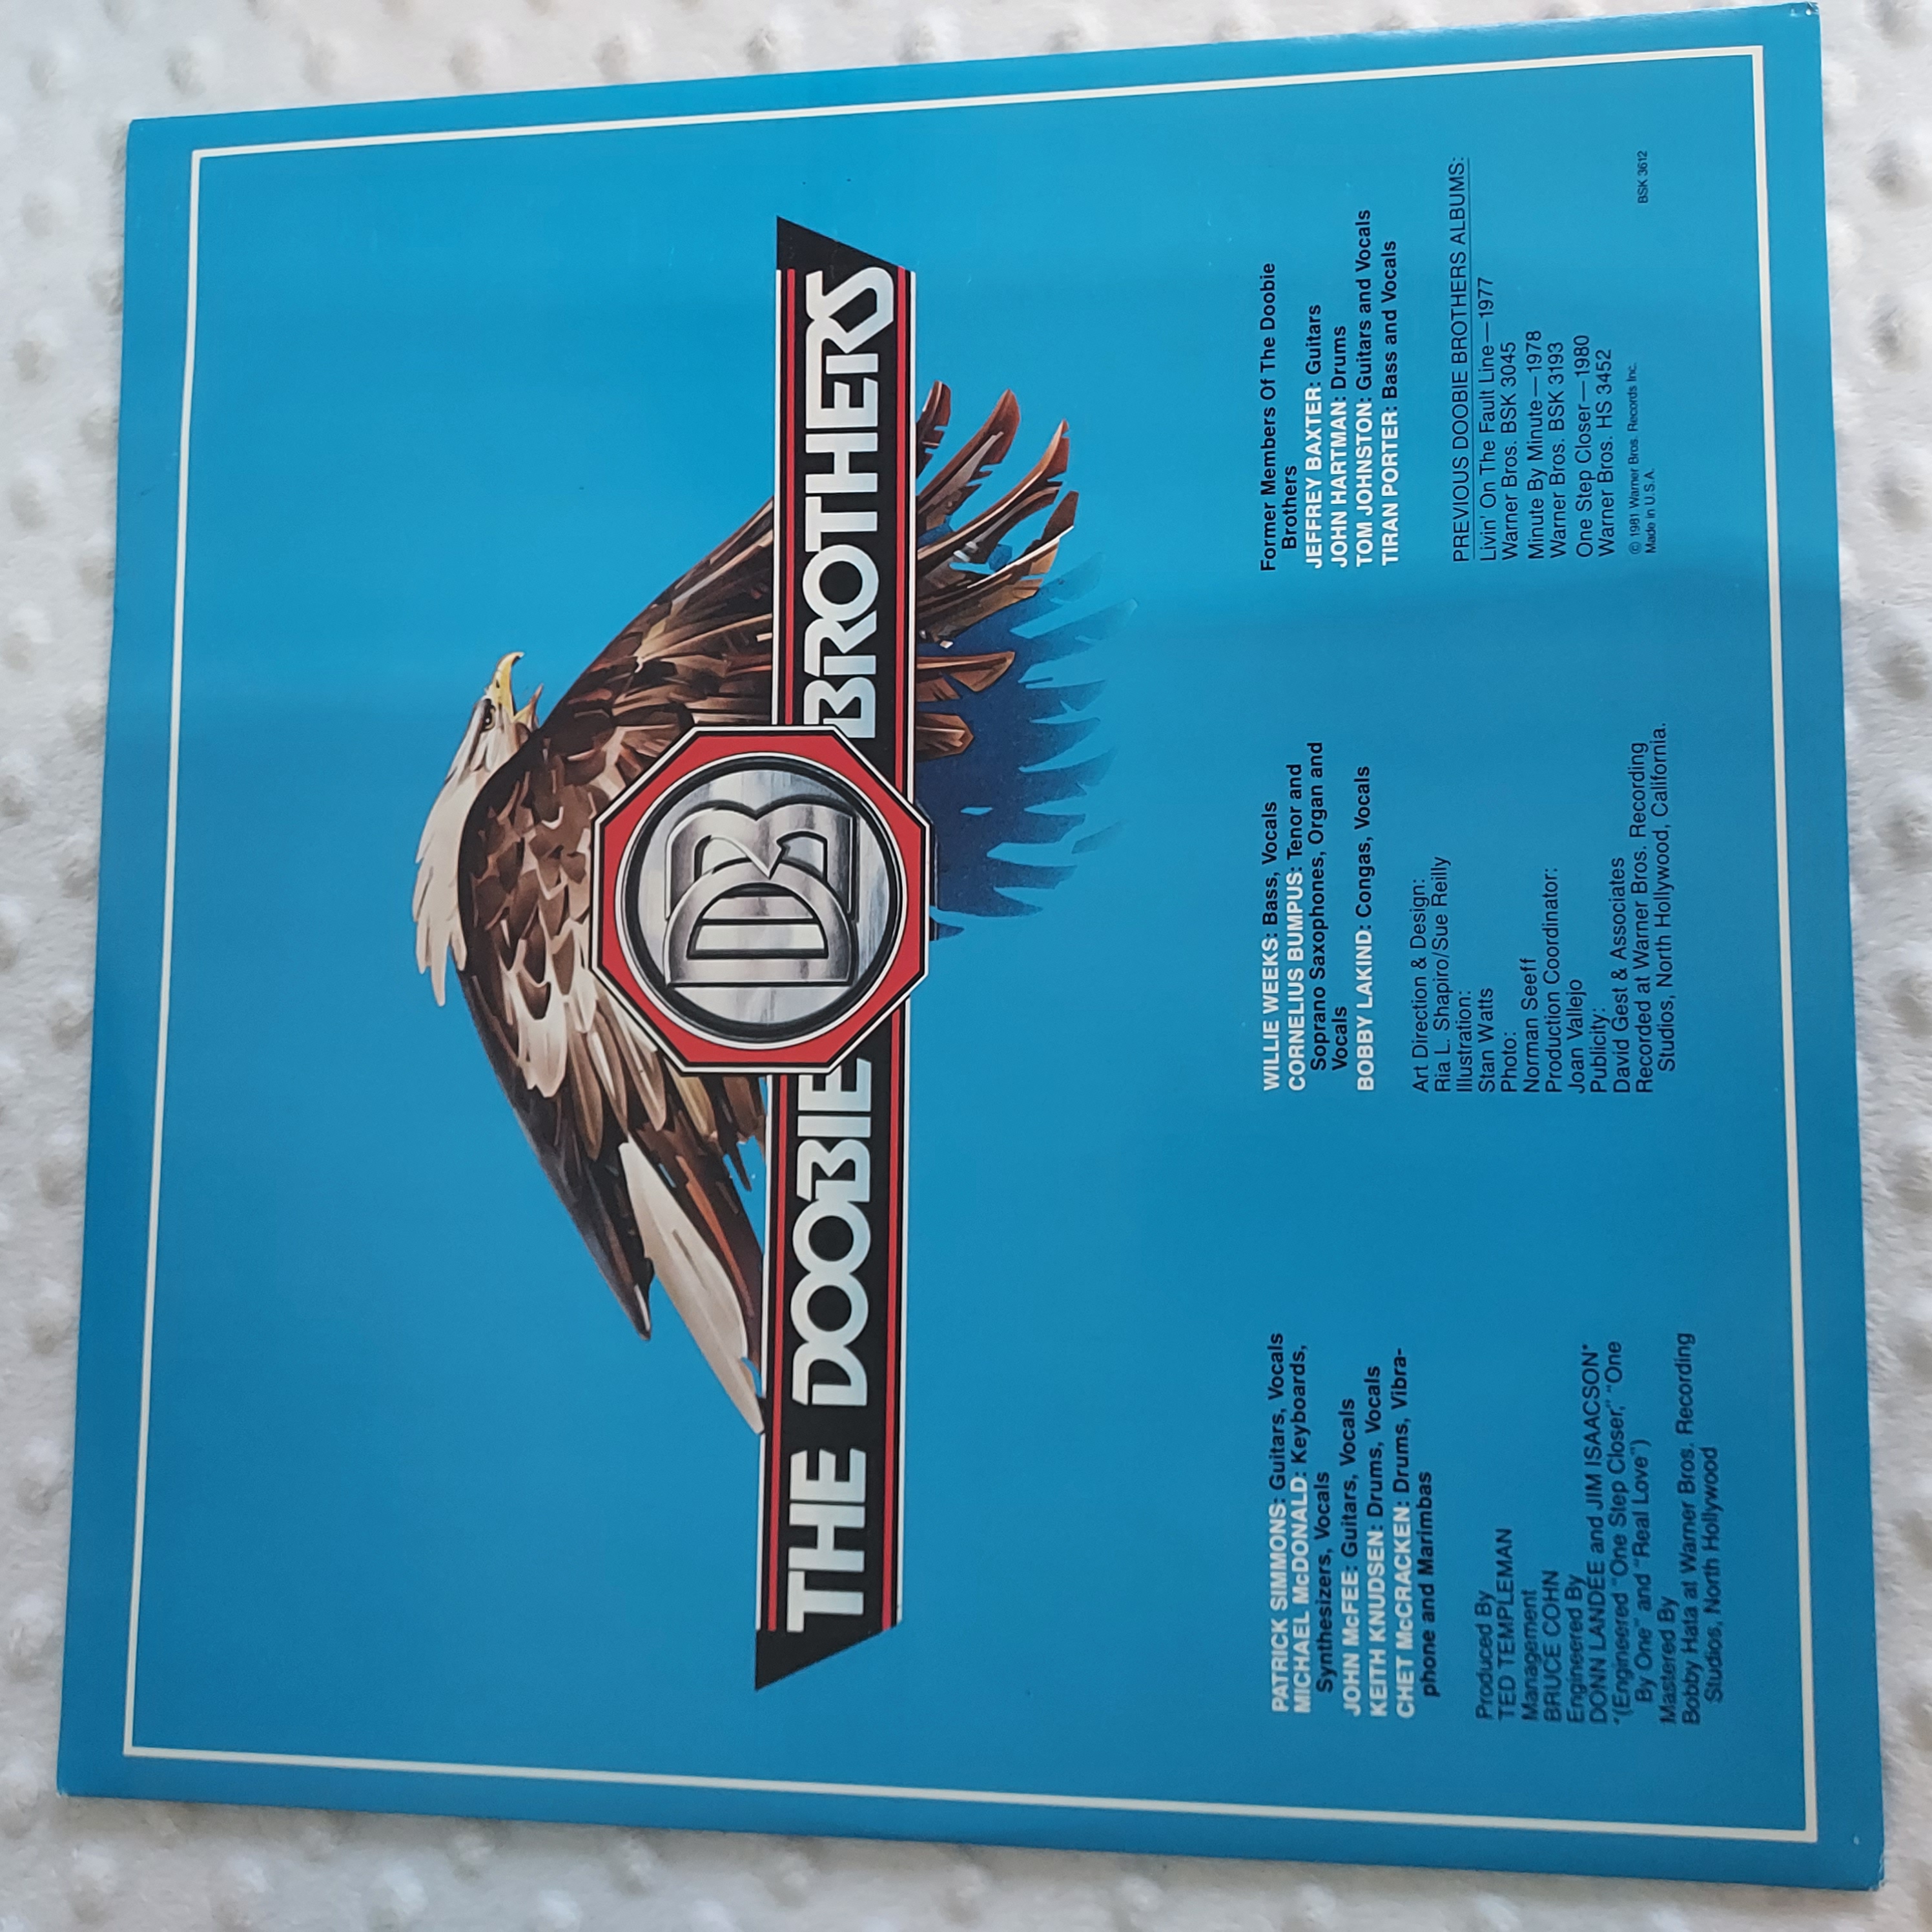 THE DOOBIE BROTHERS
DB
PATRICK SIMMONS: Guitars, Vocals
MICHAEL McDONALD: Keyboards,
Synthesizers, Vocals
JOHN McFEE: Guitars, Vocals
KEITH KNUDSEN: Drums, Vocals
CHET McCRACKEN: Drums, Vibra-
phone and Marimbas
Produced By
TED TEMPLEMAN
Management
BRUCE COHN
Engineered By
DONN LANDEE and JIM ISAACSON*
*(Engineered “One Step Closer,” “One
By One” and “Real Love”)
Mastered By
Bobby Hata at Warner Bros. Recording
Studios, North Hollywood
WILLIE WEEKS: Bass, Vocals
CORNELIUS BUMPUS: Tenor and
Soprano Saxophones, Organ and
Vocals
BOBBY LAKIND: Congas, Vocals
Art Direction & Design:
Ria L. Shapiro/Sue Reilly
Illustration:
Stan Watts
Photo:
Norman Seeff
Production Coordinator:
Joan Vallejo
Publicity:
David Gest & Associates
Recorded at Warner Bros. Recording
Studios, North Hollywood, California.
Former Members Of The Doobie
Brothers
JEFFREY BAXTER: Guitars
JOHN HARTMAN: Drums
TOM JOHNSTON: Guitars and Vocals
TIRAN PORTER: Bass and Vocals
PREVIOUS DOOBIE BROTHERS ALBUMS:
Livin' On The Fault Line—1977
Warner Bros. BSK 3045
Minute By Minute—1978
Warner Bros. BSK 3193
One Step Closer—1980
Warner Bros. HS 3452
© 1981 Warner Bros. Records Inc.
Made in U.S.A.
BSK 3612